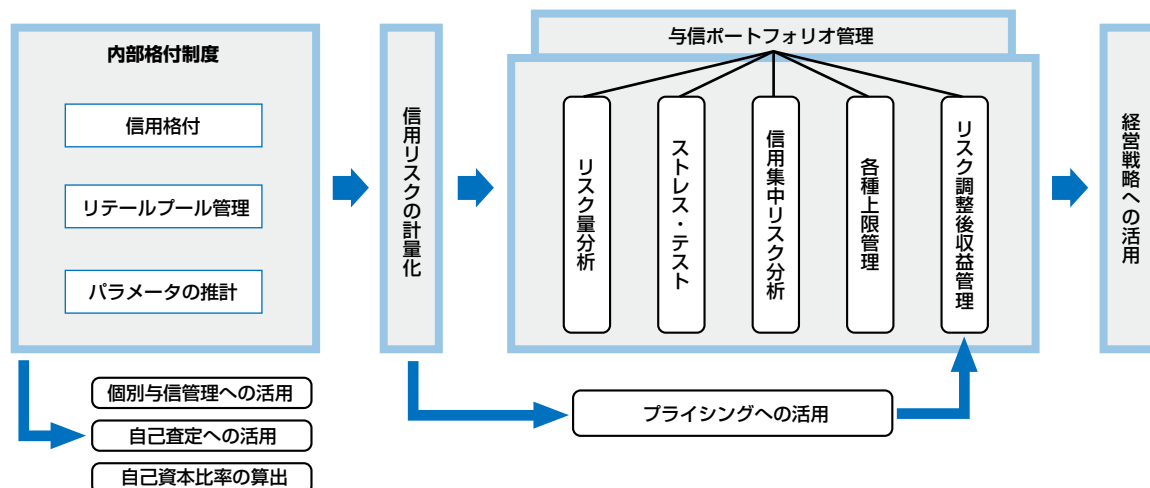 内部格付制度
信用格付
リテールプール管理
パラメータの推計
個別与信管理への活用
自己査定への活用
自己資本比率の算出
信用リスクの計量化
与信ポートフォリオ管理
リスク量分析
ストレス・テスト
信用集中リスク分析
各種上限管理
リスク調整後収益管理
プライシングへの活用
経営戦略への活用